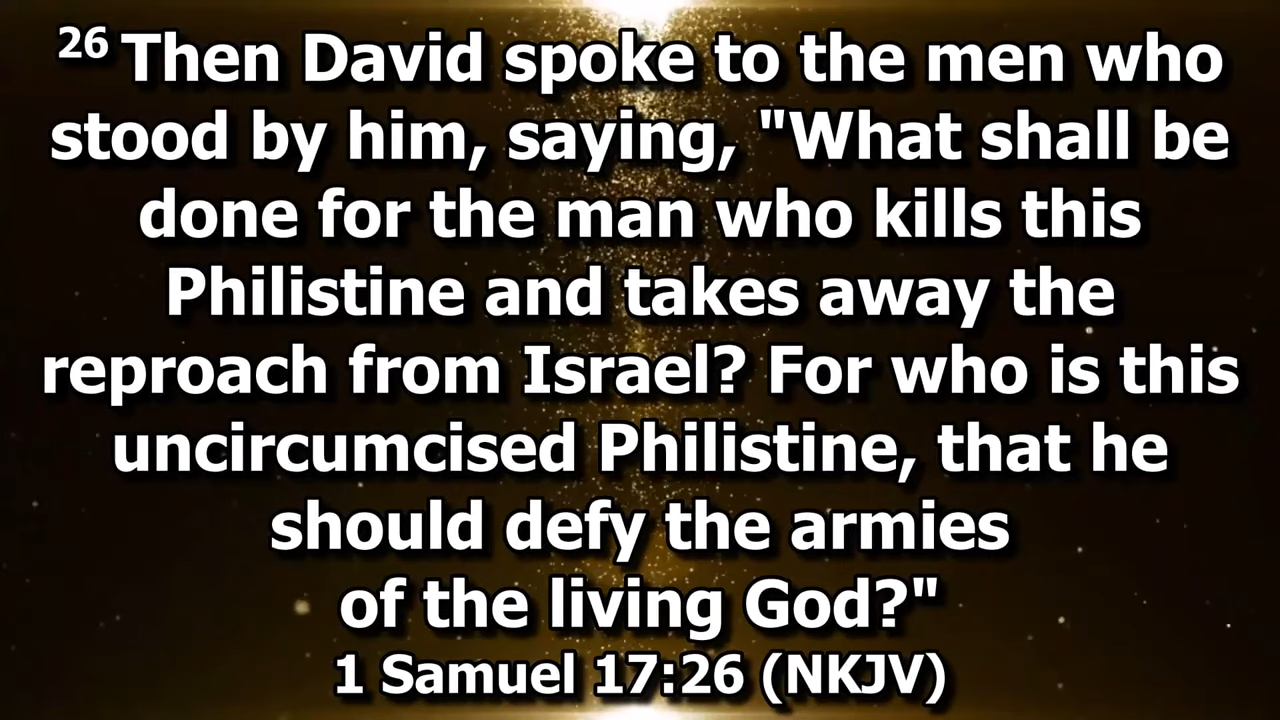 26 Then David spoke to the men who
stood by him, saying, "What shall be
done for the man who kills this
Philistine and takes away the
reproach from Israel? For who is this
uncircumcised Philistine, that he
should defy the armies
of the living God?"
1 Samuel 17:26 (NKJV)